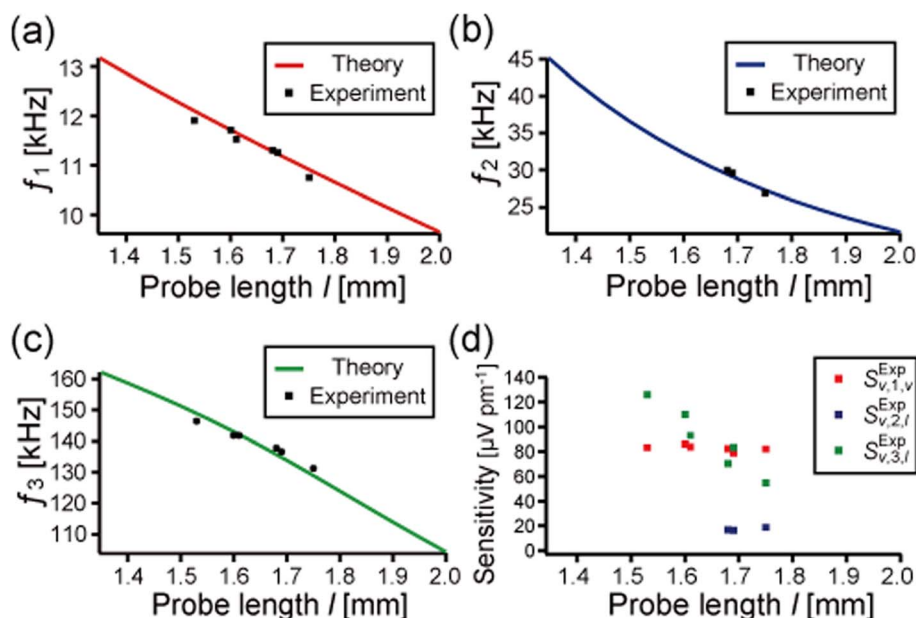 (a)
Theory
Experiment
f1 [kHz]
13
12
11
10
1.4 1.5 1.6 1.7 1.8 1.9 2.0
Probe length l [mm]
(b)
Theory
Experiment
f2 [kHz]
45
40
35
30
25
1.4 1.5 1.6 1.7 1.8 1.9 2.0
Probe length l [mm]
(c)
Theory
Experiment
f3 [kHz]
160
150
140
130
120
110
1.4 1.5 1.6 1.7 1.8 1.9 2.0
Probe length l [mm]
(d)
S^Exp_v,1,v
S^Exp_v,2,l
S^Exp_v,3,l
Sensitivity [µV pm⁻¹]
140
120
100
80
60
40
20
0
1.4 1.5 1.6 1.7 1.8 1.9 2.0
Probe length l [mm]